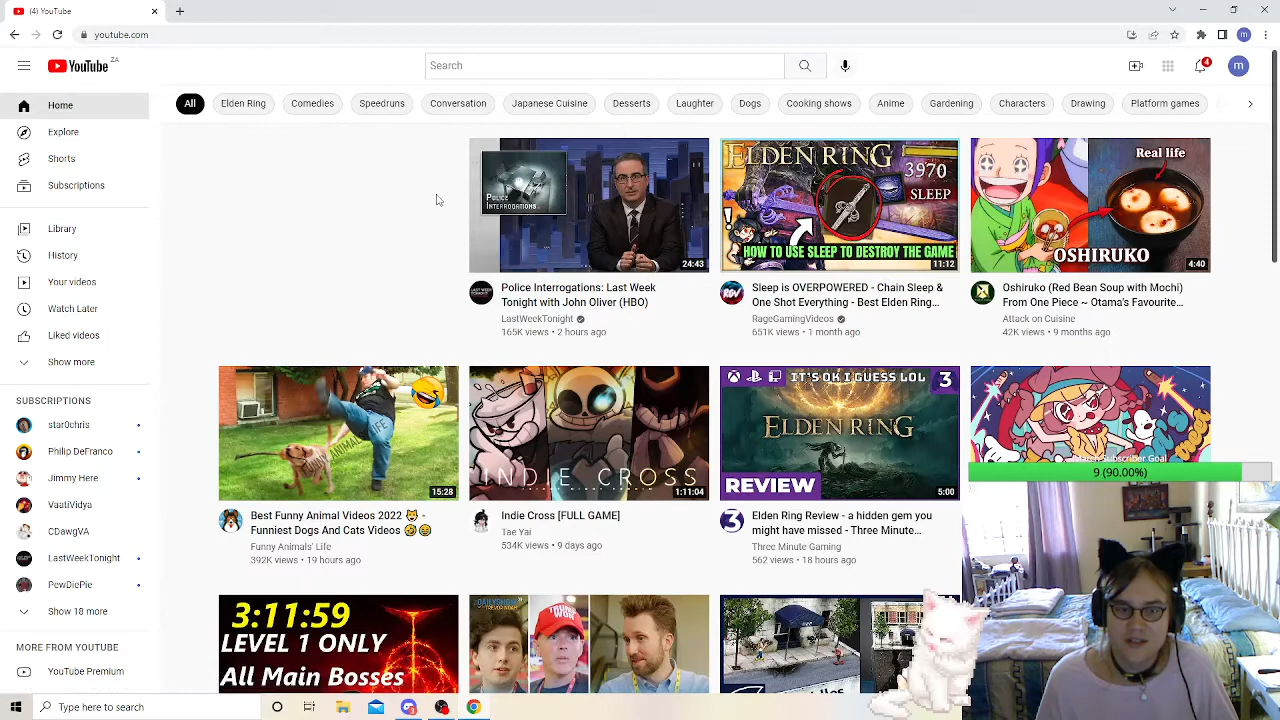 (4) YouTube
youtube.com
YouTube ZA
Search
m
4
m
All
Elden Ring
Comedies
Speedruns
Conversation
Japanese Cuisine
Desserts
Laughter
Dogs
Cooking shows
Anime
Gardening
Characters
Drawing
Platform games
Home
Explore
Shorts
Subscriptions
Library
History
Your videos
Watch Later
Liked videos
Show more
SUBSCRIPTIONS
star0chris
Philip DeFranco
Jimmy Here
VaatiVidya
CDawgVA
LastWeekTonight
PewDiePie
Show 18 more
MORE FROM YOUTUBE
YouTube Premium
POLICE
INTERROGATIONS
24:43
Police Interrogations: Last Week
Tonight with John Oliver (HBO)
LastWeekTonight
165K views • 2 hours ago
ELDEN RING
3970
SLEEP
HOW TO USE SLEEP TO DESTROY THE GAME
11:12
RGV
Sleep is OVERPOWERED - Chain Sleep &
One Shot Everything - Best Elden Ring...
RageGamingVideos
651K views • 1 month ago
Real life
OSHIRUKO
4:40
Oshiruko (Red Bean Soup with Mochi)
From One Piece ~ Otama's Favourite...
Attack on Cuisine
42K views • 9 months ago
ANIMAL LIFE
15:28
Best Funny Animal Videos 2022 🐱 -
Funniest Dogs And Cats Videos 🤣😄
Funny Animals' Life
392K views • 19 hours ago
INDIE CROSS
1:11:04
Indie Cross [FULL GAME]
Tae Yai
534K views • 9 days ago
IT'S OK I GUESS LOL
3
ELDEN RING
REVIEW
5:00
3
Elden Ring Review - a hidden gem you
might have missed - Three Minute...
Three Minute Gaming
562 views • 18 hours ago
Subscriber Goal
9 (90.00%)
3:11:59
LEVEL 1 ONLY
All Main Bosses
Type here to search